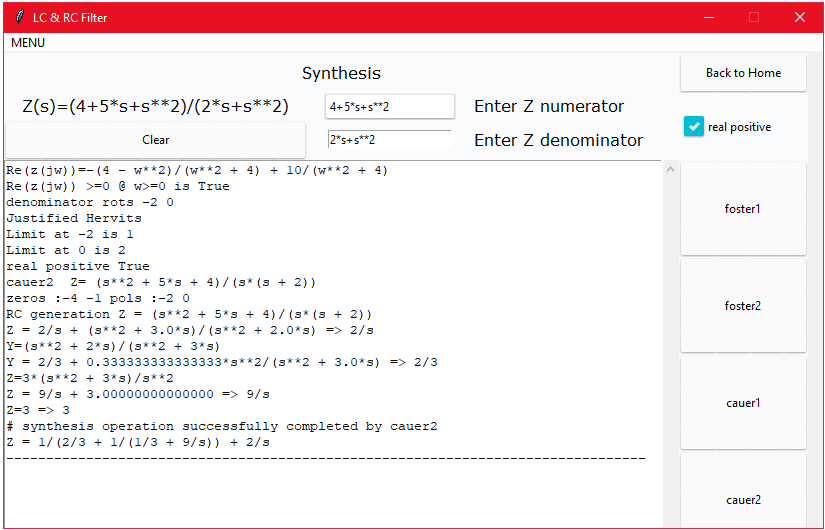 LC & RC Filter
MENU
Synthesis
Back to Home
Z(s)=(4+5*s+s**2)/(2*s+s**2)
4+5*s+s**2
Enter Z numerator
real positive
Clear
2*s+s**2
Enter Z denominator
Re(z(jw))=-(4 - w**2)/(w**2 + 4) + 10/(w**2 + 4)
Re(z(jw)) >=0 @ w>=0 is True
denominator rots -2 0
Justified Hervits
Limit at -2 is 1
Limit at 0 is 2
real positive True
cauer2  Z= (s**2 + 5*s + 4)/(s*(s + 2))
zeros :-4 -1 pols :-2 0
RC generation Z = (s**2 + 5*s + 4)/(s*(s + 2))
Z = 2/s + (s**2 + 3.0*s)/(s**2 + 2.0*s) => 2/s
Y=(s**2 + 2*s)/(s**2 + 3*s)
Y = 2/3 + 0.333333333333333*s**2/(s**2 + 3.0*s) => 2/3
Z=3*(s**2 + 3*s)/s**2
Z = 9/s + 3.00000000000000 => 9/s
Z=3 => 3
# synthesis operation successfully completed by cauer2
Z = 1/(2/3 + 1/(1/3 + 9/s)) + 2/s
--------------------------------------------------------------------------------
foster1
foster2
cauer1
cauer2